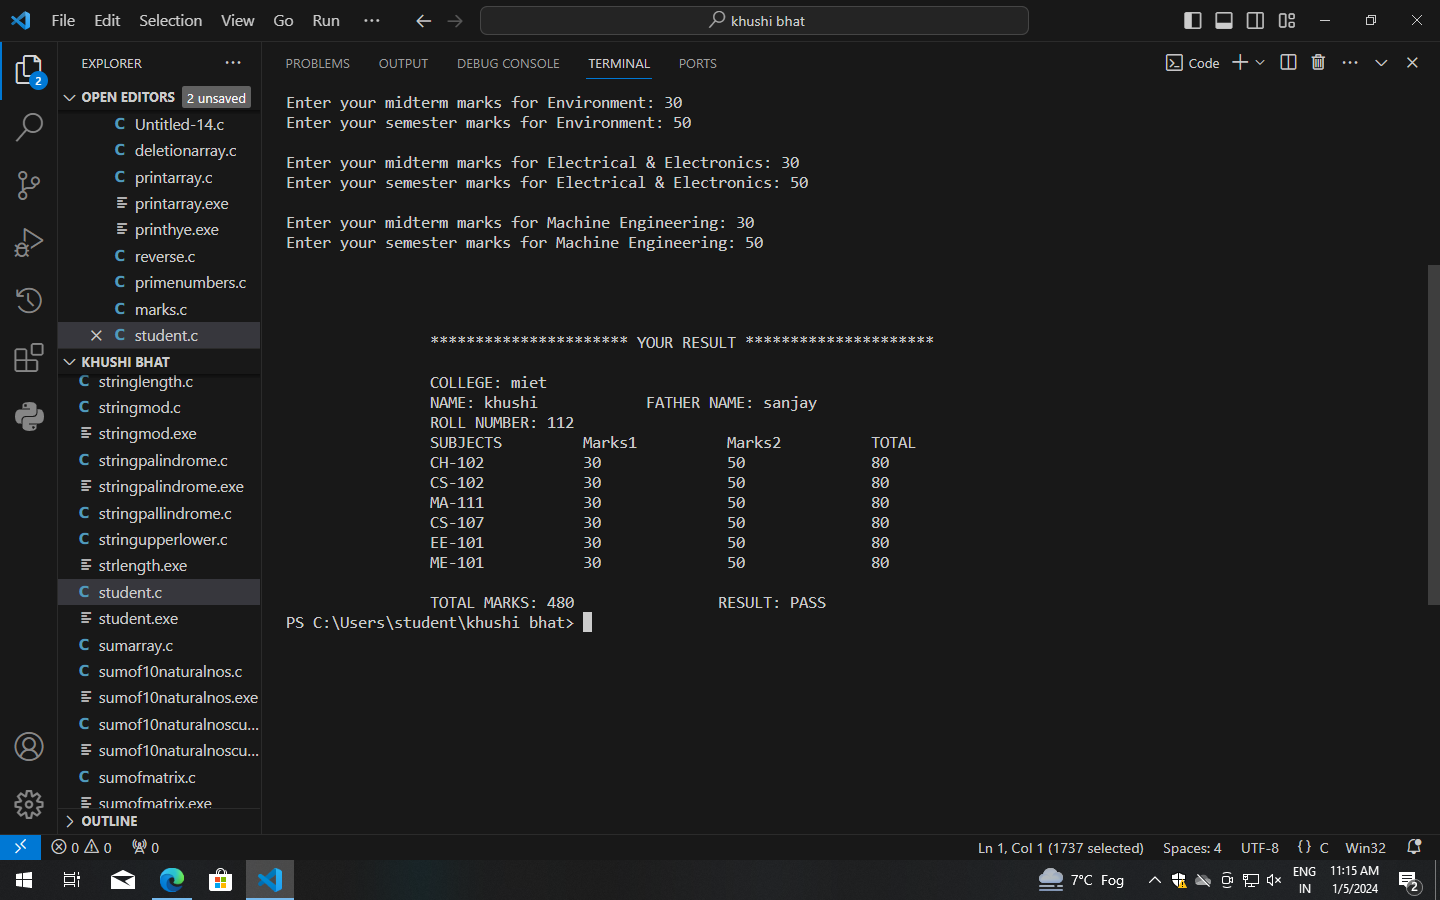 File Edit Selection View Go Run ··· khushi bhat
EXPLORER ···
OPEN EDITORS 2 unsaved
Untitled-14.c
deletionarray.c
printarray.c
printarray.exe
printhye.exe
reverse.c
primenumbers.c
marks.c
student.c
KHUSHI BHAT
stringlength.c
stringmod.c
stringmod.exe
stringpalindrome.c
stringpalindrome.exe
stringpallindrome.c
stringupperlower.c
strlength.exe
student.c
student.exe
sumarray.c
sumof10naturalnos.c
sumof10naturalnos.exe
sumof10naturalnoscu...
sumof10naturalnoscu...
sumofmatrix.c
sumofmatrix.exe
OUTLINE
2
PROBLEMS OUTPUT DEBUG CONSOLE TERMINAL PORTS Code ···
Enter your midterm marks for Environment: 30
Enter your semester marks for Environment: 50
Enter your midterm marks for Electrical & Electronics: 30
Enter your semester marks for Electrical & Electronics: 50
Enter your midterm marks for Machine Engineering: 30
Enter your semester marks for Machine Engineering: 50
********************** YOUR RESULT *********************
COLLEGE: miet
NAME: khushi FATHER NAME: sanjay
ROLL NUMBER: 112
SUBJECTS Marks1 Marks2 TOTAL
CH-102 30 50 80
CS-102 30 50 80
MA-111 30 50 80
CS-107 30 50 80
EE-101 30 50 80
ME-101 30 50 80
TOTAL MARKS: 480 RESULT: PASS
PS C:\Users\student\khushi bhat>
0 0 0 Ln 1, Col 1 (1737 selected) Spaces: 4 UTF-8 {} C Win32
7°C Fog ENG 11:15 AM
IN 1/5/2024 2